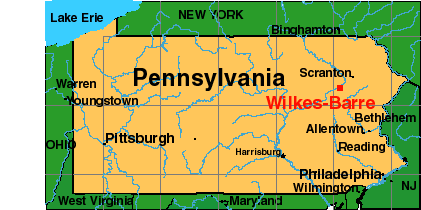 Lake Erie
NEW YORK
Binghamton
Pennsylvania
Scranton
Warren
Wilkes-Barre
Youngstown
Bethlehem
Allentown
OHIO
Pittsburgh
Reading
Harrisburg
Philadelphia
Wilmington
NJ
West Virginia
Maryland